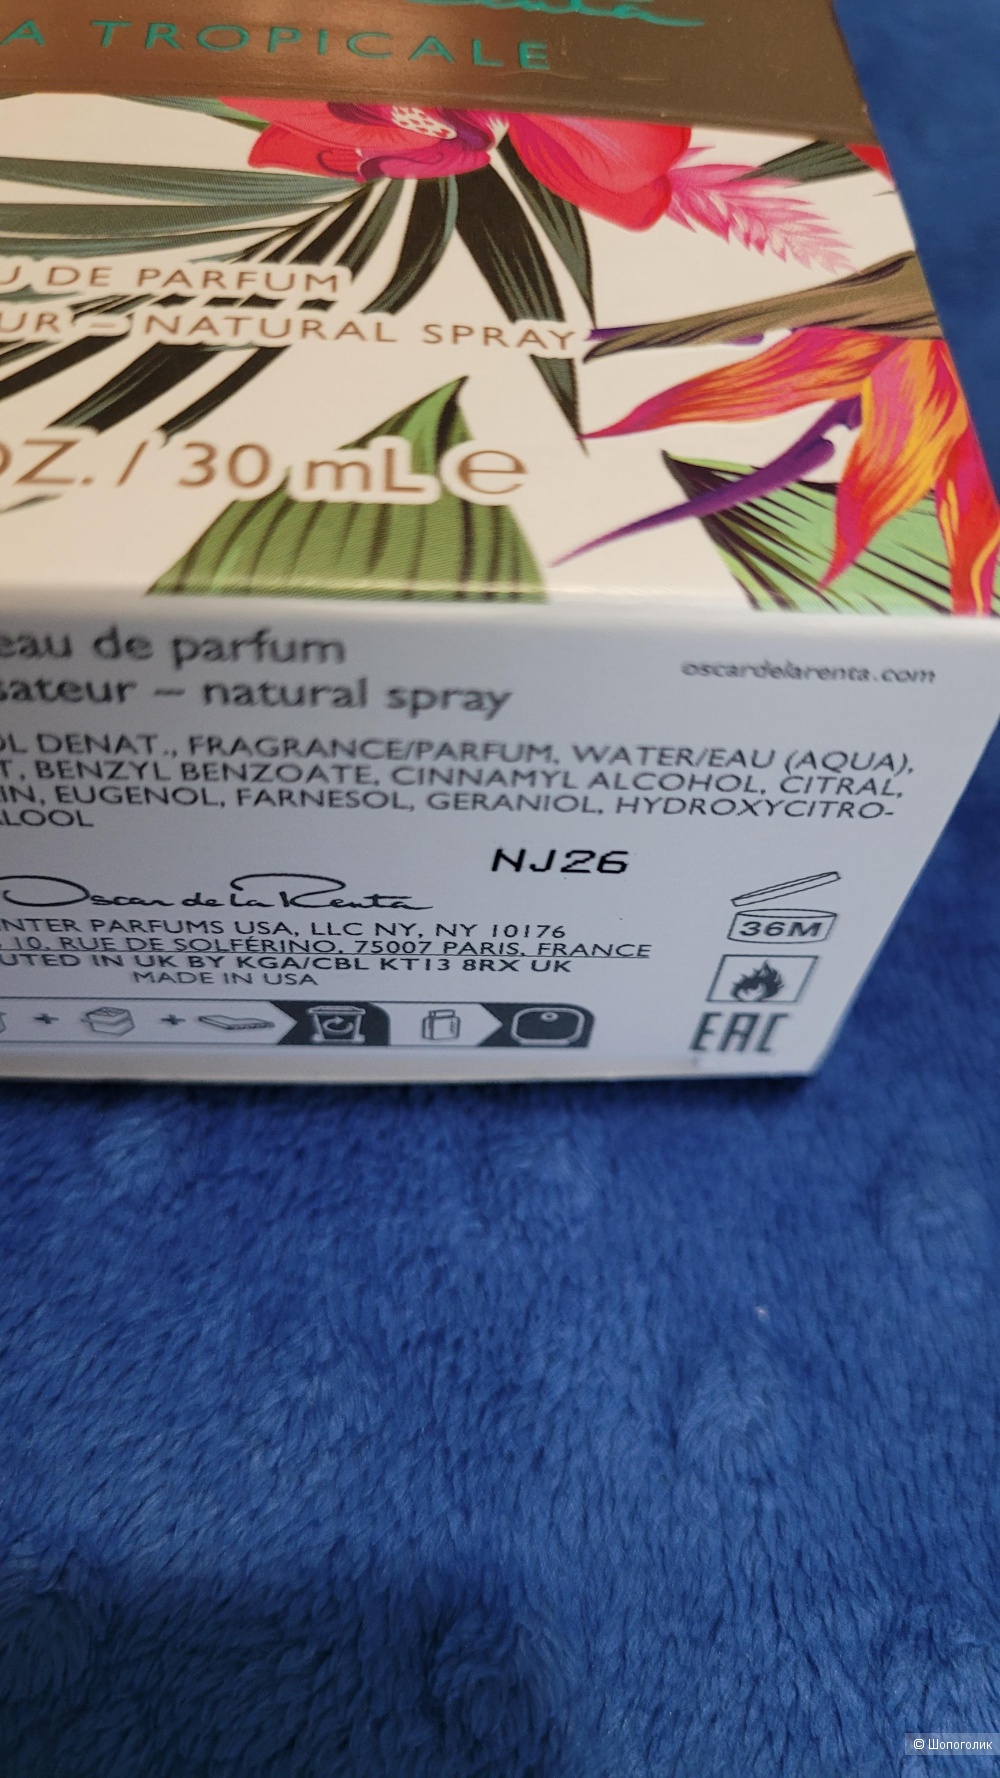 A TROPICALE
U DE PARFUM
UR – NATURAL SPRAY
OZ. / 30 mL e
eau de parfum
sateur – natural spray
oscardelarenta.com
OL DENAT., FRAGRANCE/PARFUM, WATER/EAU (AQUA),
T, BENZYL BENZOATE, CINNAMYL ALCOHOL, CITRAL,
IN, EUGENOL, FARNESOL, GERANIOL, HYDROXYCITRO-
LOOL
NJ26
Oscar de la Renta
NTER PARFUMS USA, LLC NY, NY 10176
10, RUE DE SOLFÉRINO, 75007 PARIS, FRANCE
UTED IN UK BY KGA/CBL KT13 8RX UK
MADE IN USA
36M
EAC
© Шопоголик